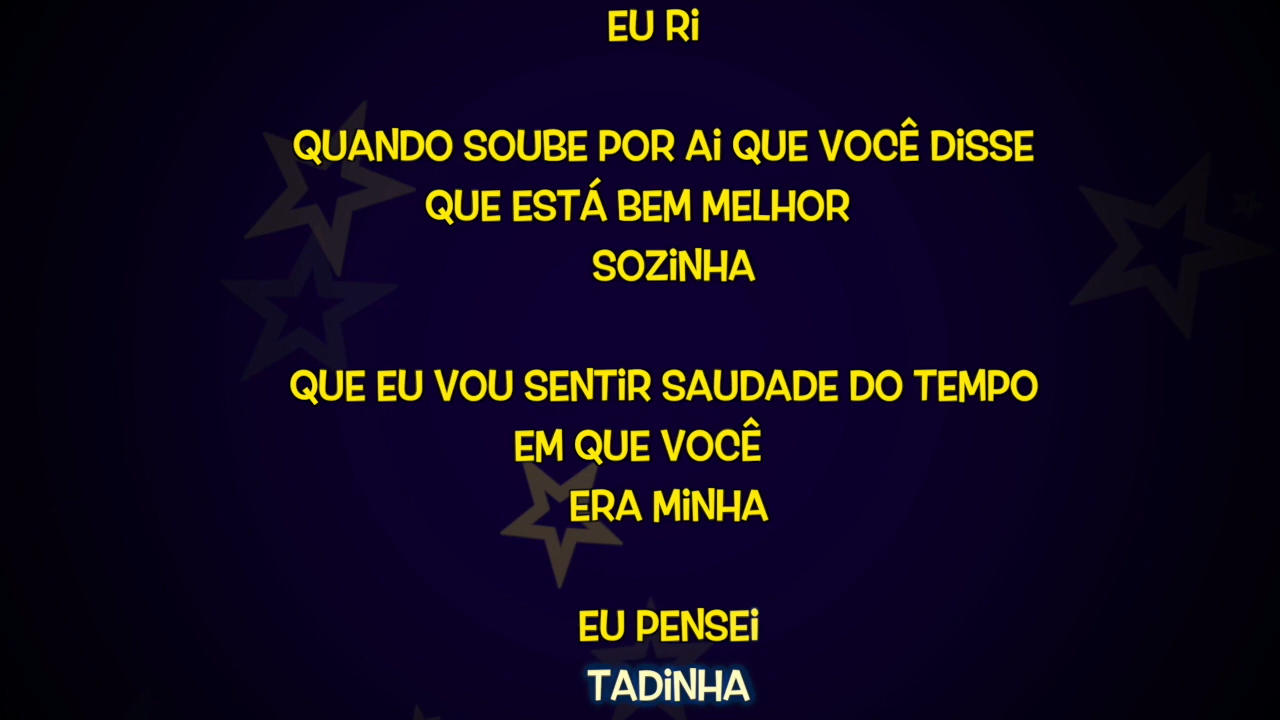 EU RI
QUANDO SOUBE POR AI QUE VOCÊ DISSE
QUE ESTÁ BEM MELHOR
SOZINHA
QUE EU VOU SENTIR SAUDADE DO TEMPO
EM QUE VOCÊ
ERA MINHA
EU PENSEI
TADINHA